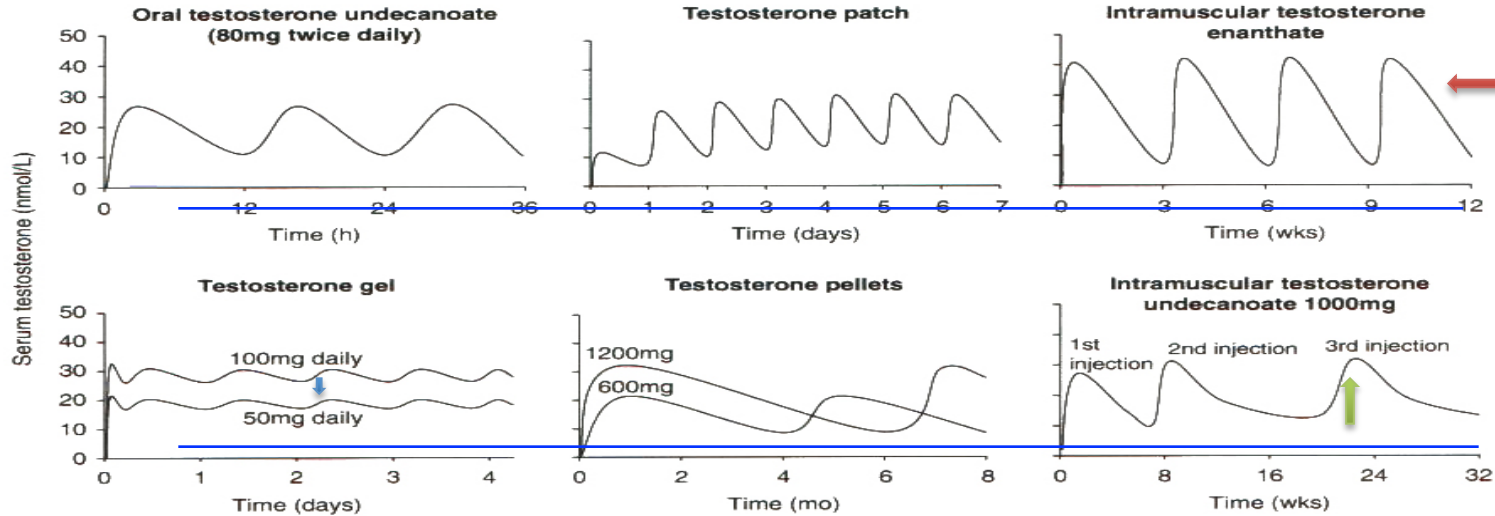 Serum testosterone (nmol/L)
Oral testosterone undecanoate
(80mg twice daily)
50
40
30
20
10
0
0 12 24 36
Time (h)
Testosterone patch
0 1 2 3 4 5 6 7
Time (days)
Intramuscular testosterone
enanthate
0 3 6 9 12
Time (wks)
Testosterone gel
50
40
30
20
10
0
100mg daily
50mg daily
0 1 2 3 4
Time (days)
Testosterone pellets
1200mg
600mg
0 2 4 6 8
Time (mo)
Intramuscular testosterone
undecanoate 1000mg
1st
injection
2nd injection
3rd injection
0 8 16 24 32
Time (wks)